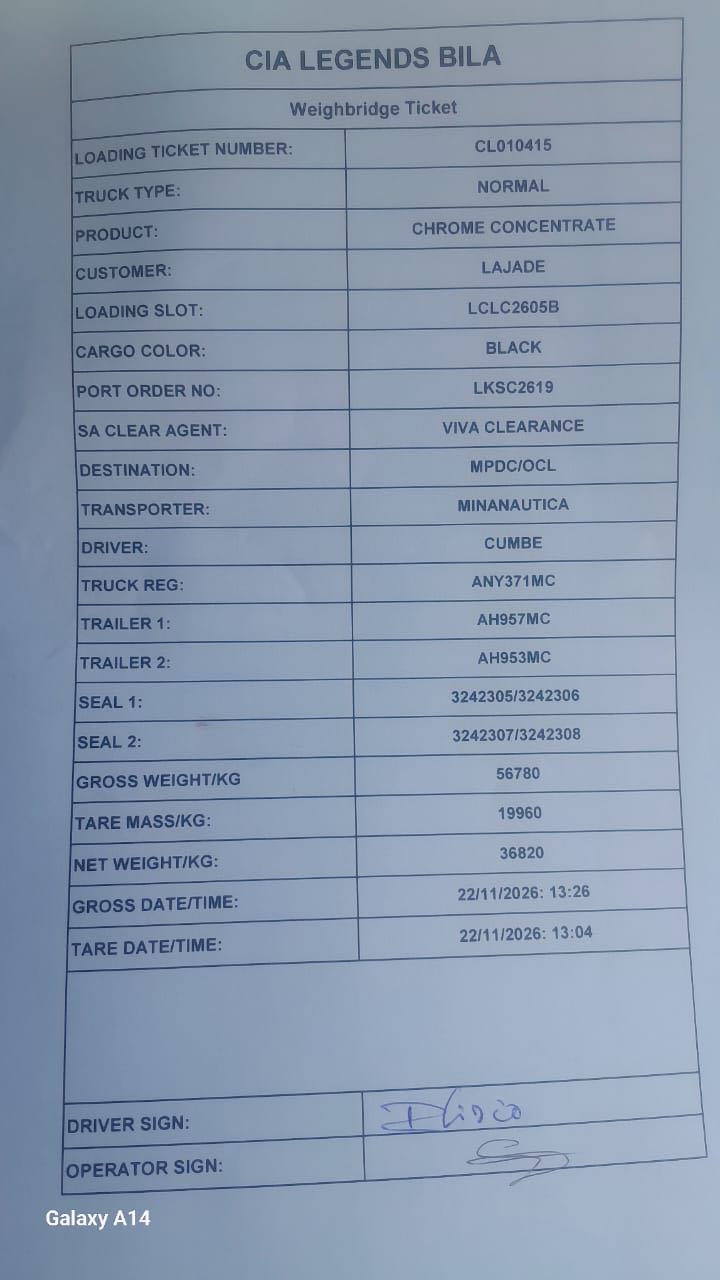 CIA LEGENDS BILA
Weighbridge Ticket
LOADING TICKET NUMBER: CL010415
TRUCK TYPE: NORMAL
PRODUCT: CHROME CONCENTRATE
CUSTOMER: LAJADE
LOADING SLOT: LCLC2605B
CARGO COLOR: BLACK
PORT ORDER NO: LKSC2619
SA CLEAR AGENT: VIVA CLEARANCE
DESTINATION: MPDC/OCL
TRANSPORTER: MINANAUTICA
DRIVER: CUMBE
TRUCK REG: ANY371MC
TRAILER 1: AH957MC
TRAILER 2: AH953MC
SEAL 1: 3242305/3242306
SEAL 2: 3242307/3242308
GROSS WEIGHT/KG 56780
TARE MASS/KG: 19960
NET WEIGHT/KG: 36820
GROSS DATE/TIME: 22/11/2026: 13:26
TARE DATE/TIME: 22/11/2026: 13:04
DRIVER SIGN:
OPERATOR SIGN:
Galaxy A14